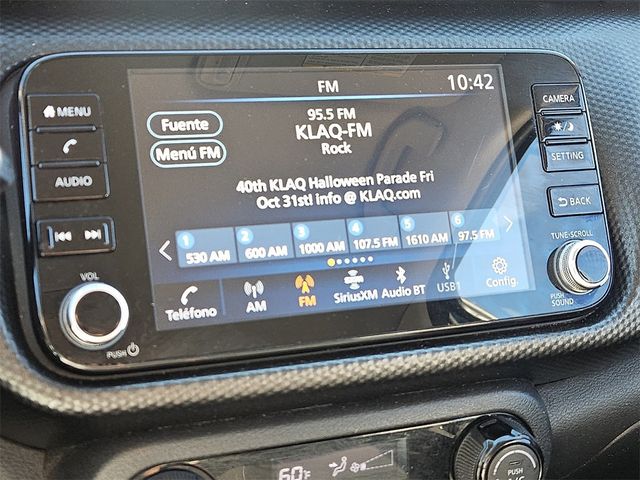 FM
10:42
MENU
AUDIO
VOL
PUSH
Fuente
Menú FM
95.5 FM
KLAQ-FM
Rock
40th KLAQ Halloween Parade Fri
Oct 31st! info @ KLAQ.com
1 2 3 4 5 6
530 AM 600 AM 1000 AM 107.5 FM 1610 AM 97.5 FM
Teléfono AM FM SiriusXM Audio BT USB1 Config
CAMERA
SETTING
BACK
TUNE·SCROLL
PUSH
SOUND
60°F
PUSH